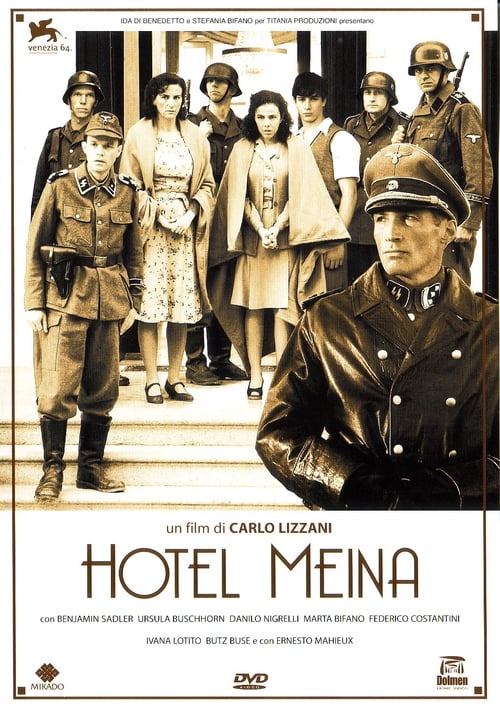 IDA DI BENEDETTO e STEFANIA BIFANO per TITANIA PRODUZIONI presentano
venezia 64.
un film di CARLO LIZZANI
HOTEL MEINA
con BENJAMIN SADLER URSULA BUSCHHORN DANILO NIGRELLI MARTA BIFANO FEDERICO COSTANTINI
IVANA LOTITO BUTZ BUSE e con ERNESTO MAHIEUX
MIKADO
DVD
VIDEO
Dolmen